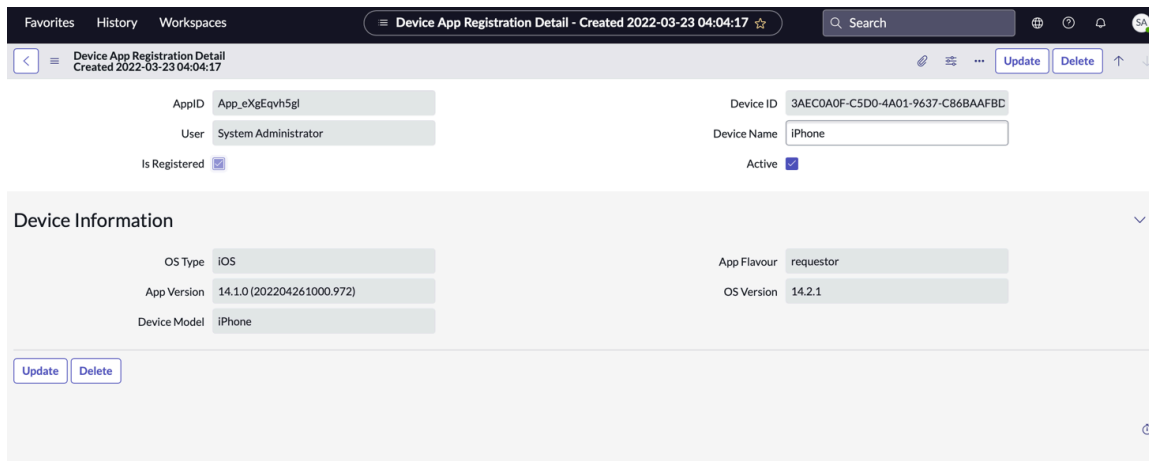 Favorites History Workspaces Device App Registration Detail - Created 2022-03-23 04:04:17 Search SA
Device App Registration Detail
Created 2022-03-23 04:04:17
Update Delete
AppID App_eXgEqvh5gl Device ID 3AEC0A0F-C5D0-4A01-9637-C86BAAFBD
User System Administrator Device Name iPhone
Is Registered Active
Device Information
OS Type iOS App Flavour requestor
App Version 14.1.0 (202204261000.972) OS Version 14.2.1
Device Model iPhone
Update Delete